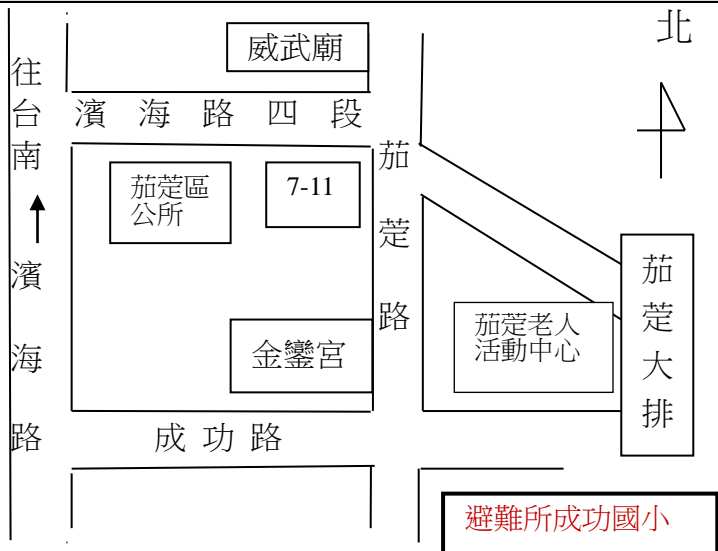 北
威武廟
往台南
濱海路四段
茄萣路
茄萣區
公所
7-11
濱海路
茄萣大排
茄萣老人
活動中心
金鑾宮
成功路
避難所成功國小